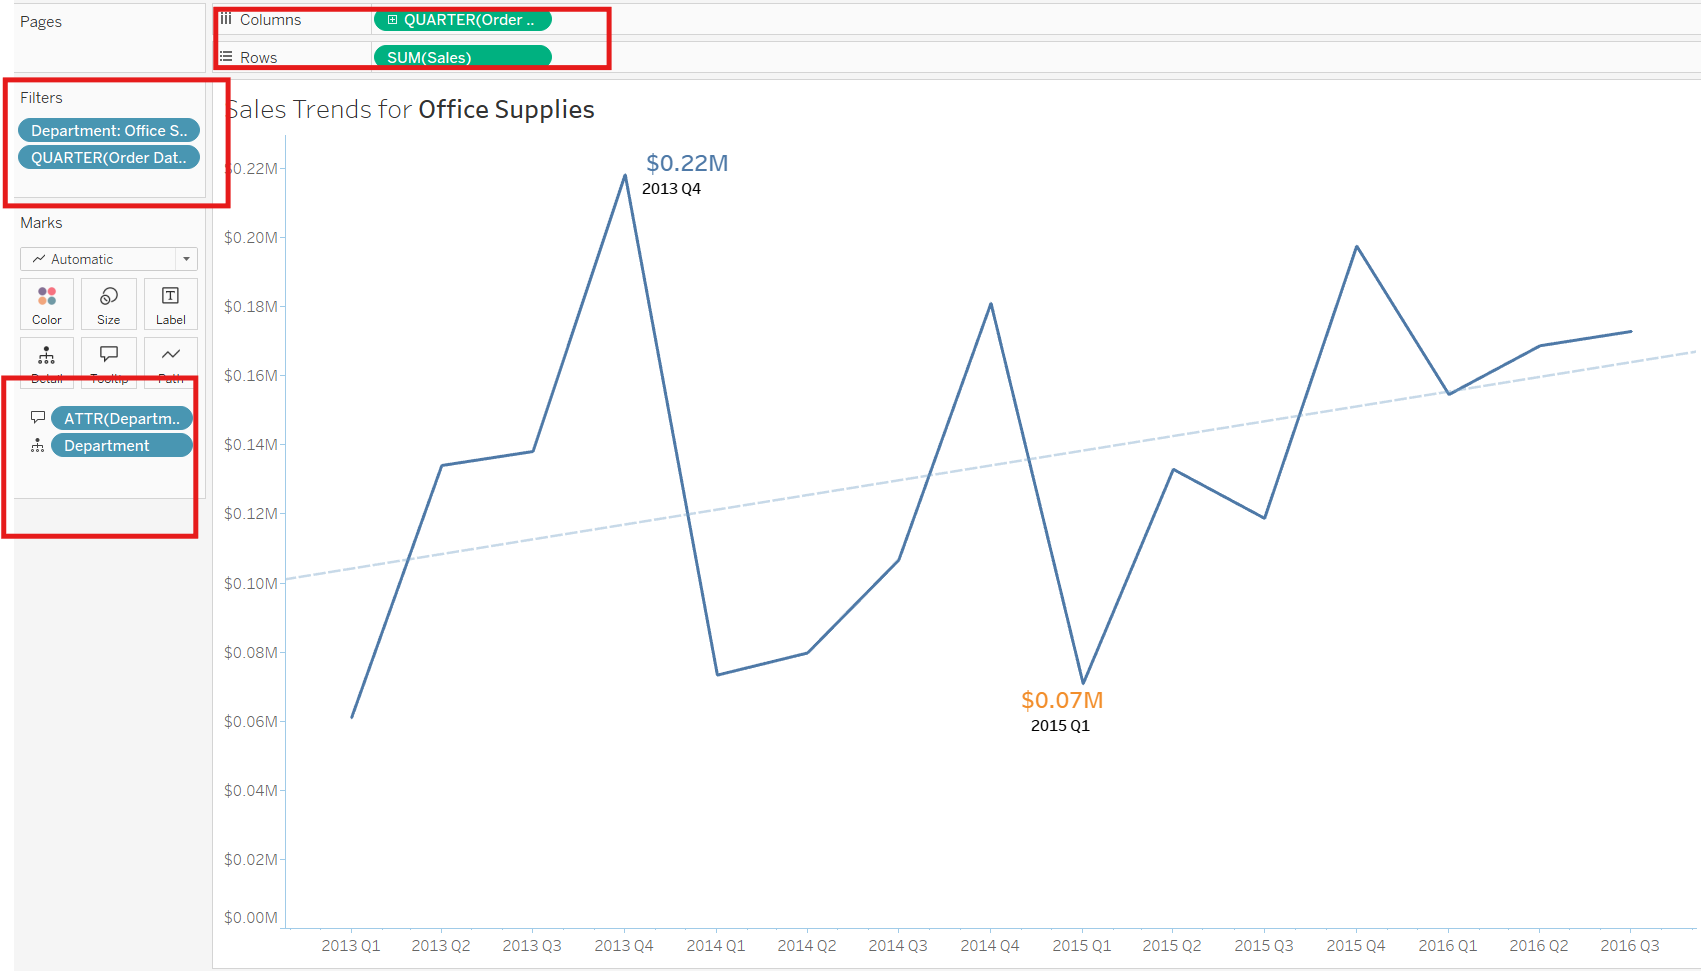 Pages
Columns
QUARTER(Order ..
Rows
SUM(Sales)
Filters
Department: Office S..
QUARTER(Order Dat..
Marks
Automatic
Color
Size
Label
Detail
Tooltip
Path
ATTR(Departm..
Department
Sales Trends for Office Supplies
$0.22M
$0.20M
$0.18M
$0.16M
$0.14M
$0.12M
$0.10M
$0.08M
$0.06M
$0.04M
$0.02M
$0.00M
$0.22M
2013 Q4
$0.07M
2015 Q1
2013 Q1
2013 Q2
2013 Q3
2013 Q4
2014 Q1
2014 Q2
2014 Q3
2014 Q4
2015 Q1
2015 Q2
2015 Q3
2015 Q4
2016 Q1
2016 Q2
2016 Q3